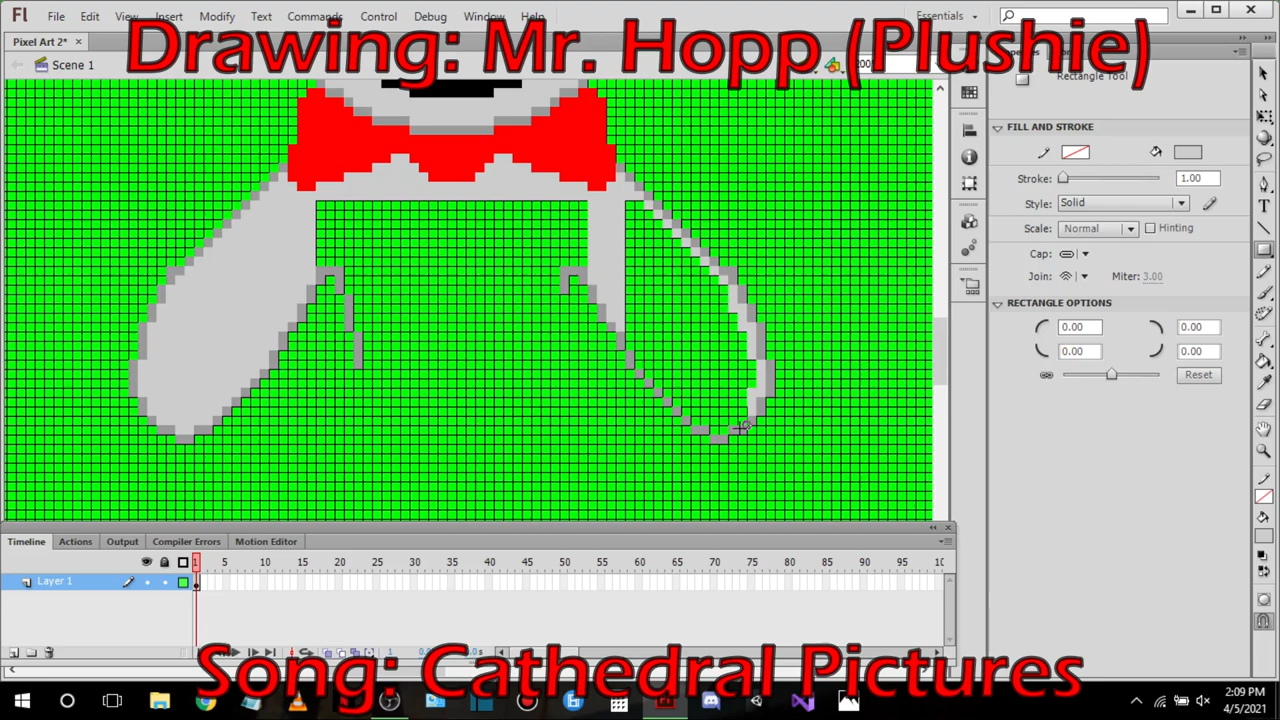 Fl File Edit View Insert Modify Text Commands Control Debug Window Help Essentials
Drawing: Mr. Hopp (Plushie)
Pixel Art 2*
Scene 1
Rectangle Tool
FILL AND STROKE
Stroke: 1.00
Style: Solid
Scale: Normal Hinting
Cap:
Join: Miter: 3.00
RECTANGLE OPTIONS
0.00 0.00
0.00 0.00
Reset
Timeline Actions Output Compiler Errors Motion Editor
1 5 10 15 20 25 30 35 40 45 50 55 60 65 70 75 80 85 90 95 10
Layer 1
1
Song: Cathedral Pictures
2:09 PM
4/5/2021